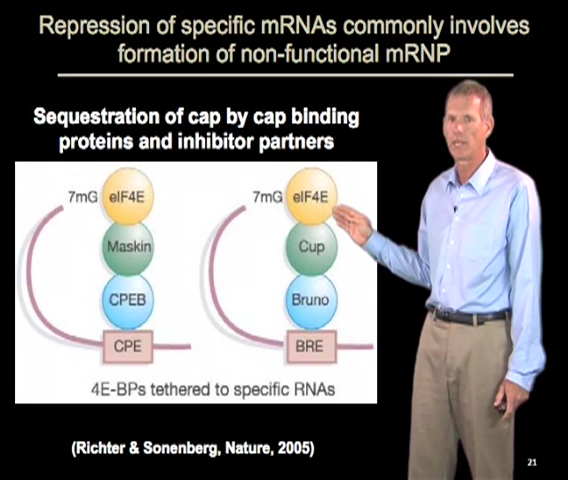 Repression of specific mRNAs commonly involves
formation of non-functional mRNP
Sequestration of cap by cap binding
proteins and inhibitor partners
7mG eIF4E
Maskin
CPEB
CPE
7mG eIF4E
Cup
Bruno
BRE
4E-BPs tethered to specific RNAs
(Richter & Sonenberg, Nature, 2005)
21